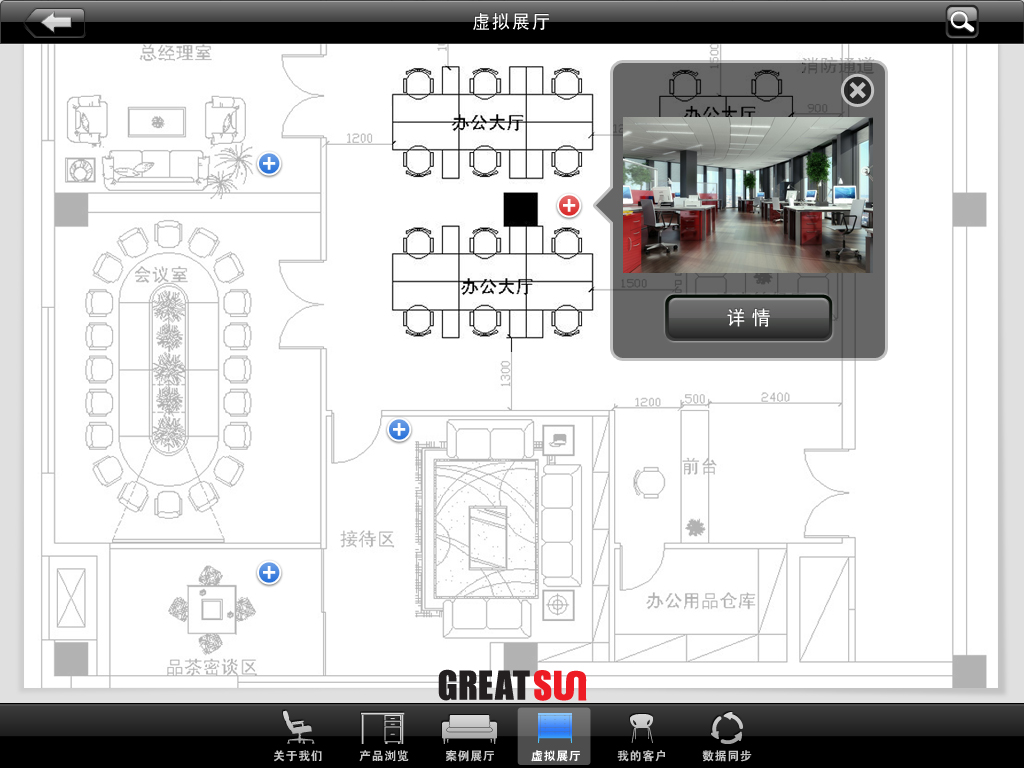 虚拟展厅
总经理室
消防通道
1500
900
办公大厅
办公大厅
1200
会议室
办公大厅
1500
详情
1300
1200
500
2400
前台
接待区
办公用品仓库
品茶密谈区
GREAT SUN
关于我们
产品浏览
案例展厅
虚拟展厅
我的客户
数据同步